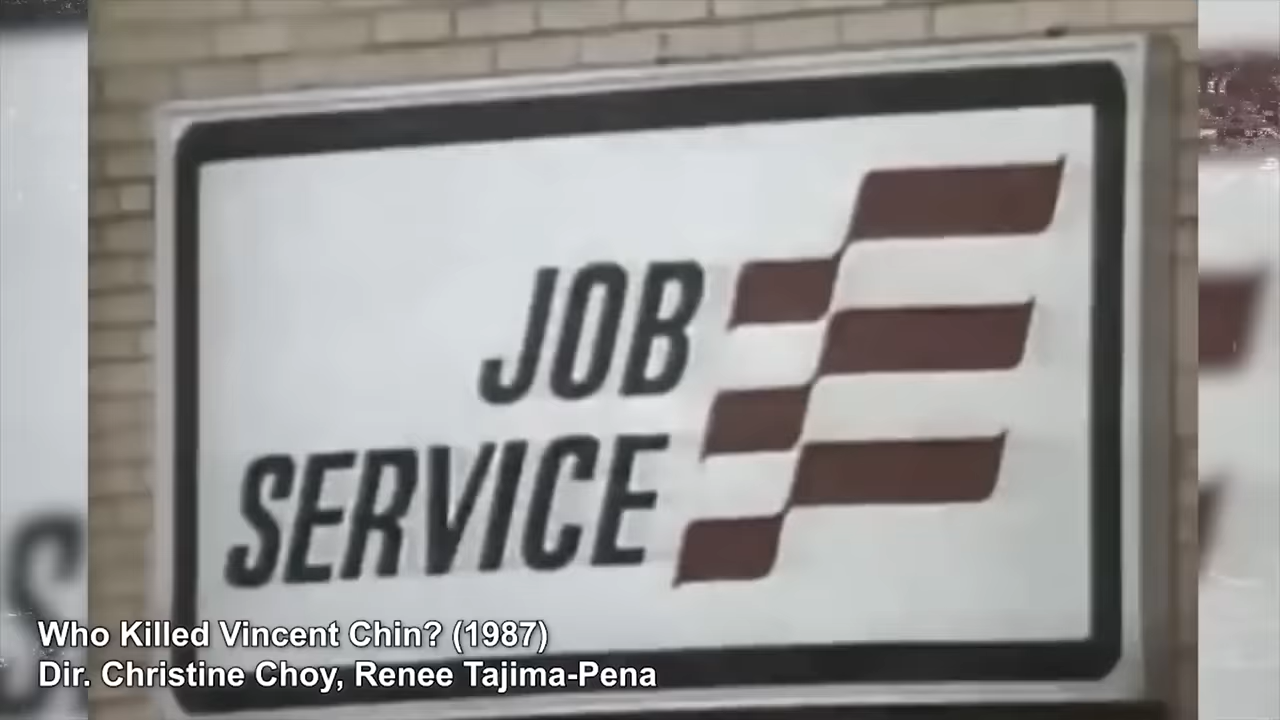 JOB
SERVICE
Who Killed Vincent Chin? (1987)
Dir. Christine Choy, Renee Tajima-Pena